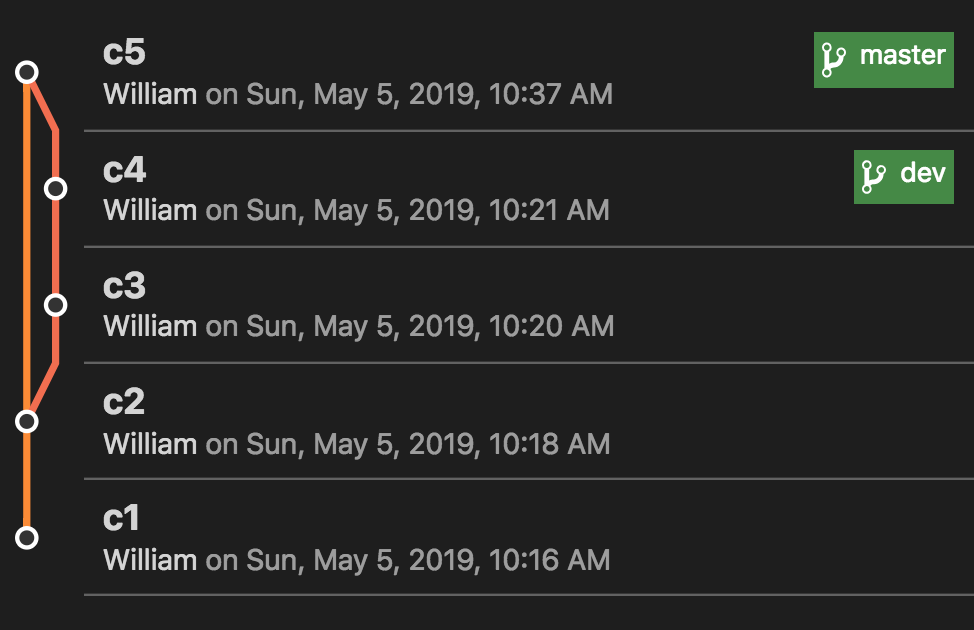 c5
master
William on Sun, May 5, 2019, 10:37 AM
c4
dev
William on Sun, May 5, 2019, 10:21 AM
c3
William on Sun, May 5, 2019, 10:20 AM
c2
William on Sun, May 5, 2019, 10:18 AM
c1
William on Sun, May 5, 2019, 10:16 AM